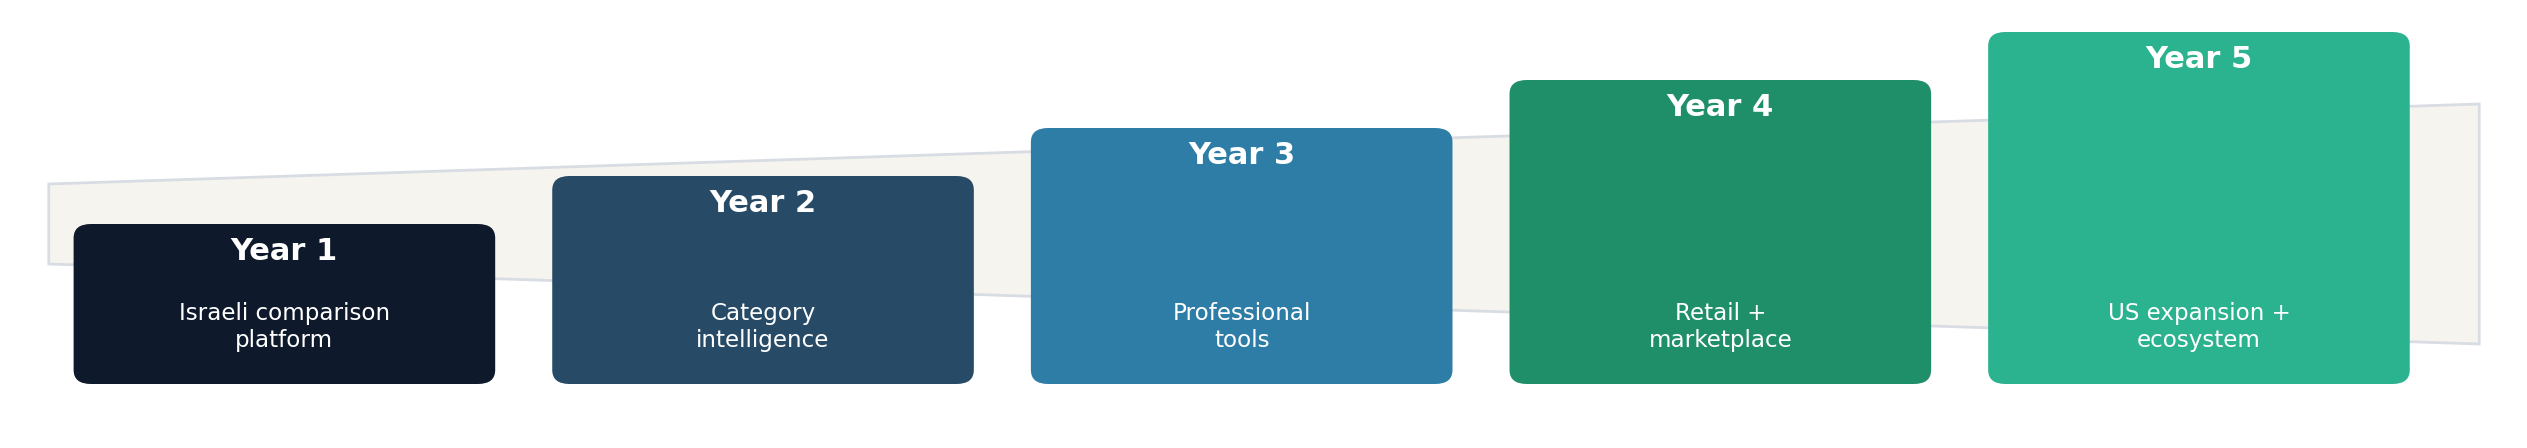 Year 1
Israeli comparison
platform
Year 2
Category
intelligence
Year 3
Professional
tools
Year 4
Retail +
marketplace
Year 5
US expansion +
ecosystem